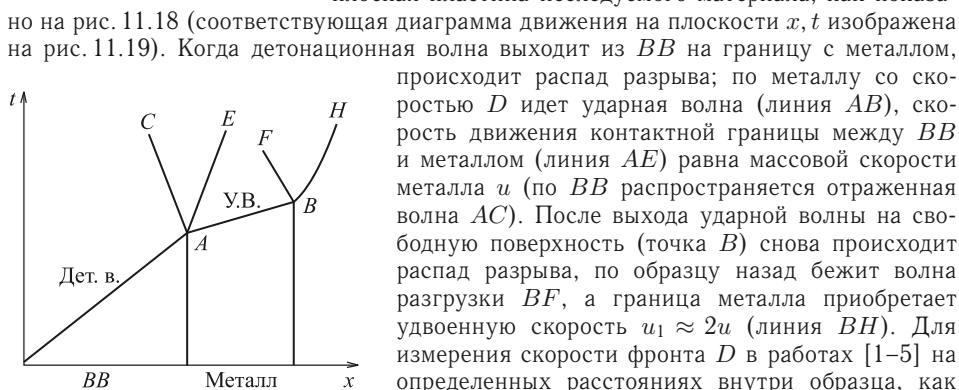 плоская пластина исследуемого материала, как показа-
но на рис. 11.18 (соответствующая диаграмма движения на плоскости x, t изображена
на рис. 11.19). Когда детонационная волна выходит из BB на границу с металлом,
происходит распад разрыва; по металлу со ско-
ростью D идет ударная волна (линия AB), ско-
рость движения контактной границы между BB
и металлом (линия AE) равна массовой скорости
металла u (по BB распространяется отраженная
волна AC). После выхода ударной волны на сво-
бодную поверхность (точка B) снова происходит
распад разрыва, по образцу назад бежит волна
разгрузки BF, а граница металла приобретает
удвоенную скорость u₁ ≈ 2u (линия BH). Для
измерения скорости фронта D в работах [1–5] на
определенных расстояниях внутри образца, как
t
C
E
F
H
У.В.
B
A
Дет. в.
BB
Металл
x